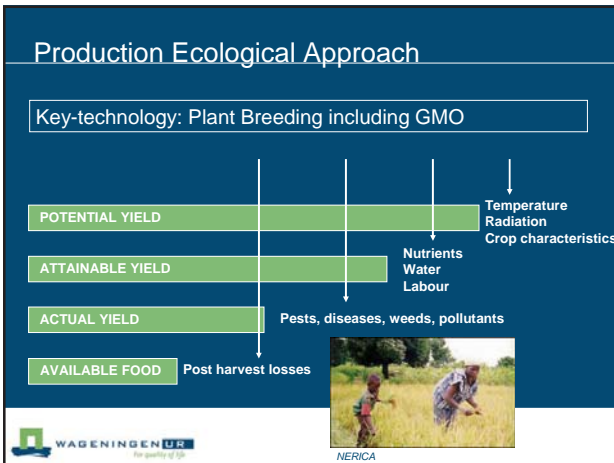 Production Ecological Approach
Key-technology: Plant Breeding including GMO
POTENTIAL YIELD
Temperature
Radiation
Crop characteristics
ATTAINABLE YIELD
Nutrients
Water
Labour
ACTUAL YIELD
Pests, diseases, weeds, pollutants
AVAILABLE FOOD
Post harvest losses
WAGENINGEN UR
For quality of life
NERICA